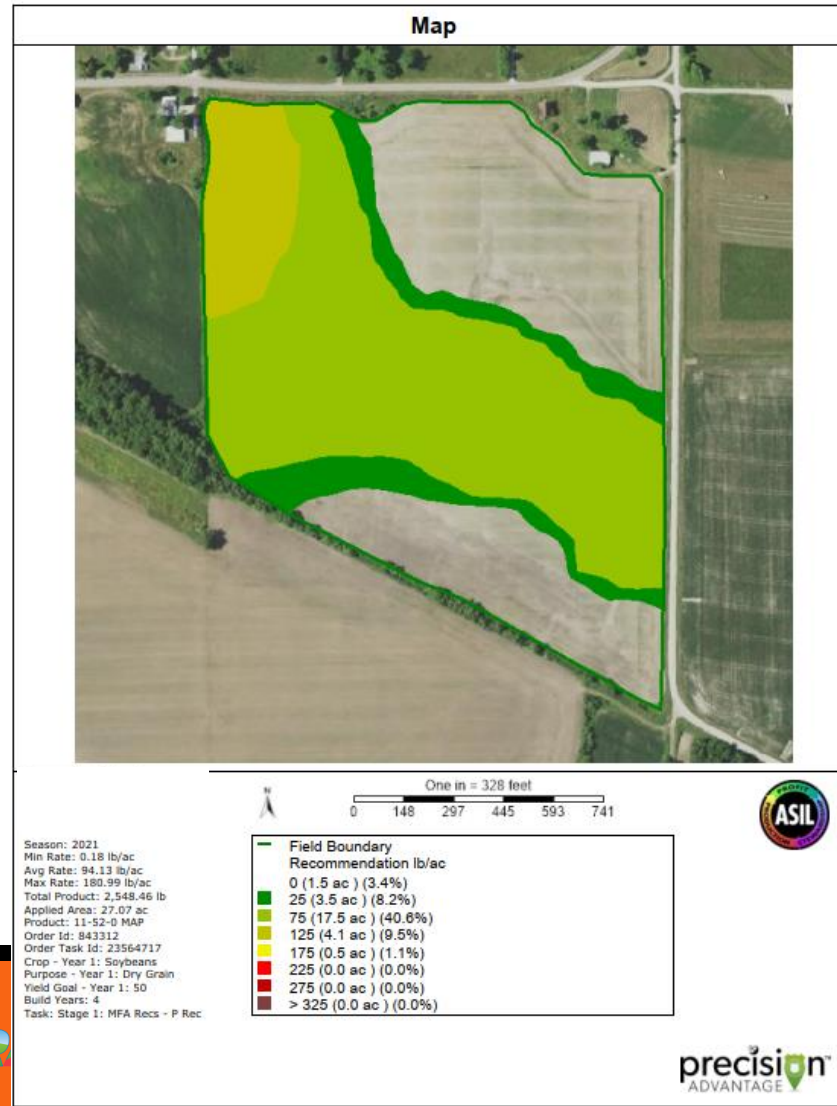 Map
One in = 328 feet
N
0 148 297 445 593 741
PROFIT
ASIL
PRODUCTION
Season: 2021
Min Rate: 0.18 lb/ac
Avg Rate: 94.13 lb/ac
Max Rate: 180.99 lb/ac
Total Product: 2,548.46 lb
Applied Area: 27.07 ac
Product: 11-52-0 MAP
Order Id: 843312
Order Task Id: 23564717
Crop - Year 1: Soybeans
Purpose - Year 1: Dry Grain
Yield Goal - Year 1: 50
Build Years: 4
Task: Stage 1: MFA Recs - P Rec
Field Boundary
Recommendation lb/ac
0 (1.5 ac ) (3.4%)
25 (3.5 ac ) (8.2%)
75 (17.5 ac ) (40.6%)
125 (4.1 ac ) (9.5%)
175 (0.5 ac ) (1.1%)
225 (0.0 ac ) (0.0%)
275 (0.0 ac ) (0.0%)
> 325 (0.0 ac ) (0.0%)
precision™
ADVANTAGE